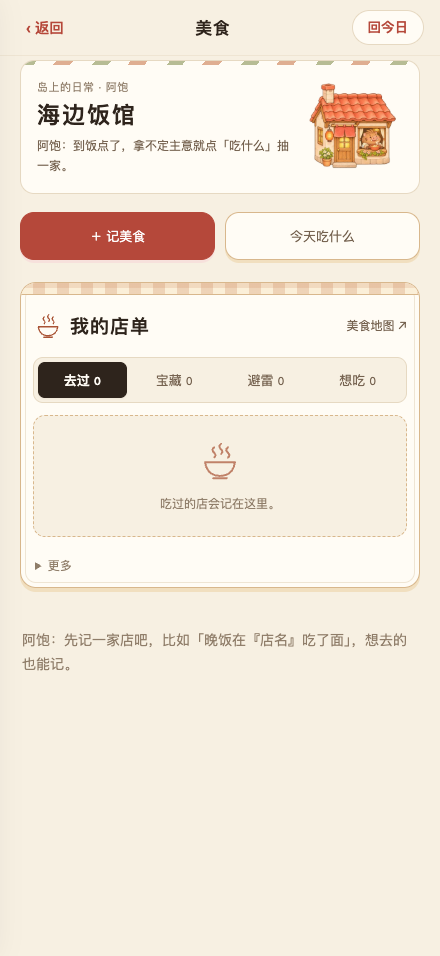 ‹ 返回
美食
回今日
岛上的日常 · 阿饱
海边饭馆
阿饱：到饭点了，拿不定主意就点「吃什么」抽
一家。
+ 记美食
今天吃什么
我的店单
美食地图 ↗
去过 0
宝藏 0
避雷 0
想吃 0
吃过的店会记在这里。
▶ 更多
阿饱：先记一家店吧，比如「晚饭在『店名』吃了面」，想去的
也能记。